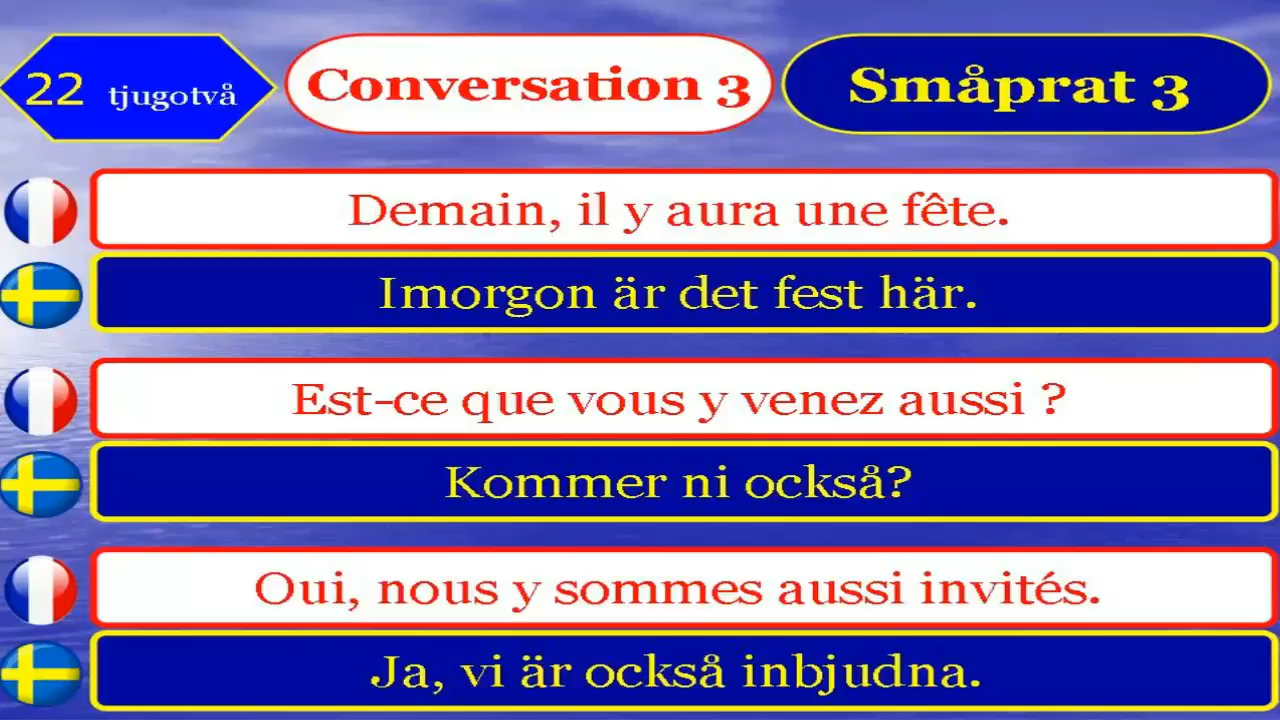 22 tjugotvå
Conversation 3
Småprat 3
Demain, il y aura une fête.
Imorgon är det fest här.
Est-ce que vous y venez aussi ?
Kommer ni också?
Oui, nous y sommes aussi invités.
Ja, vi är också inbjudna.